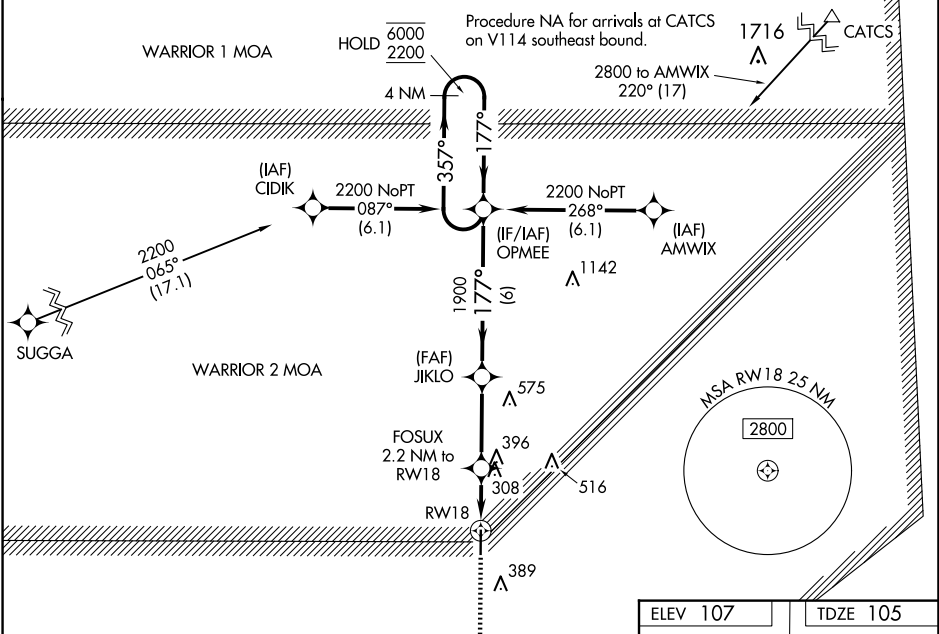 WARRIOR 1 MOA
HOLD 6000
2200
4 NM
Procedure NA for arrivals at CATCS
on V114 southeast bound.
1716
CATCS
2800 to AMWIX
220° (17)
357°
177°
(IAF)
CIDIK
2200 NoPT
087°
(6.1)
2200 NoPT
268°
(6.1)
(IF/IAF)
OPMEE
(IAF)
AMWIX
2200
065°
(17.1)
SUGGA
1142
1900
177°
(6)
WARRIOR 2 MOA
(FAF)
JIKLO
575
MSA RW18 25 NM
2800
FOSUX
2.2 NM to
RW18
396
308
516
RW18
389
ELEV 107
TDZE 105